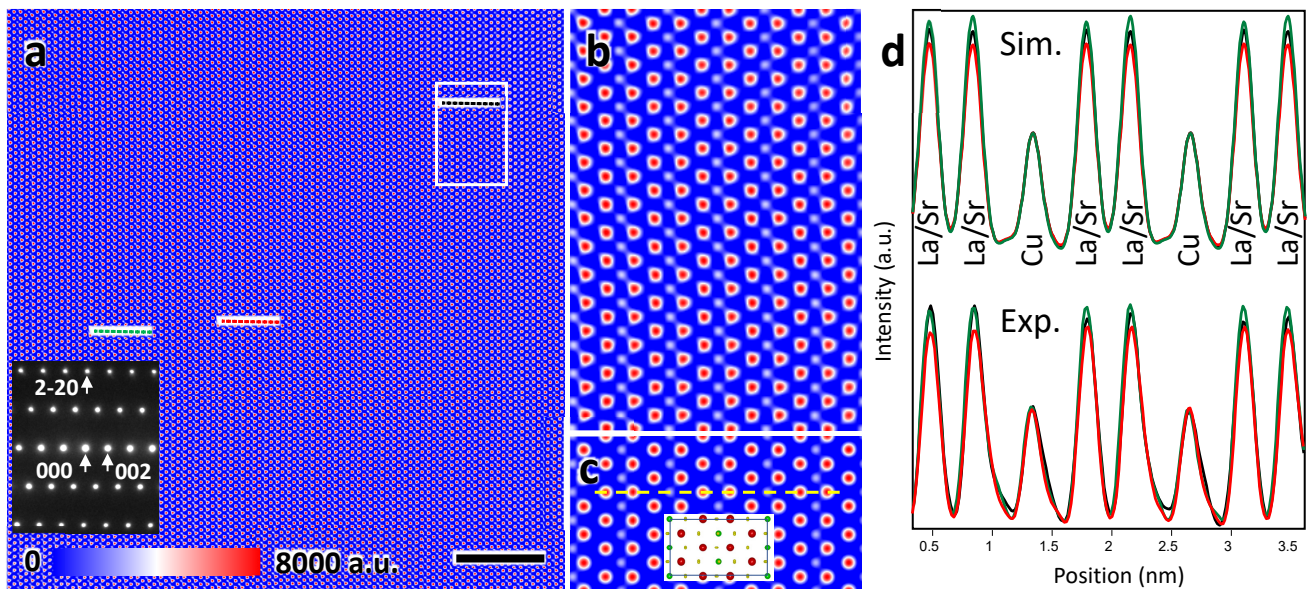 a
2-20
000
002
0
8000 a.u.
b
c
d
Sim.
La/Sr
La/Sr
Cu
La/Sr
La/Sr
Cu
La/Sr
La/Sr
Exp.
Intensity (a.u.)
0.5
1
1.5
2
2.5
3
3.5
Position (nm)